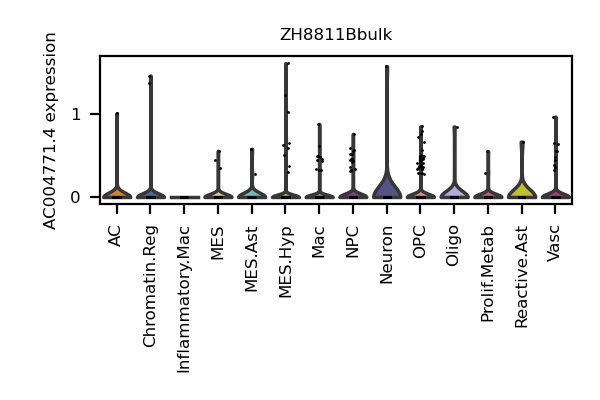 ZH8811Bbulk
AC004771.4 expression
1
0
AC
Chromatin.Reg
Inflammatory.Mac
MES
MES.Ast
MES.Hyp
Mac
NPC
Neuron
OPC
Oligo
Prolif.Metab
Reactive.Ast
Vasc